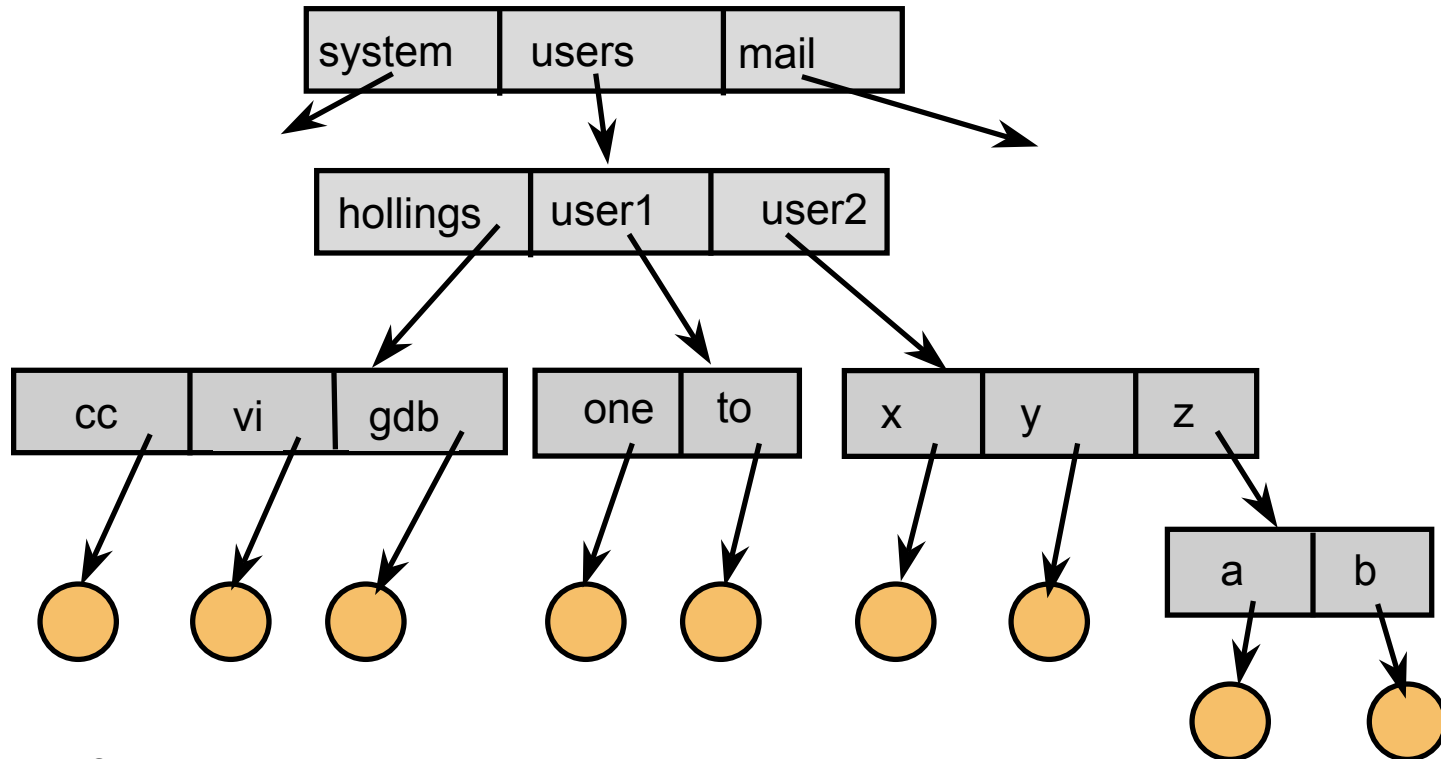 system users mail
hollings user1 user2
cc vi gdb one to x y z
a b